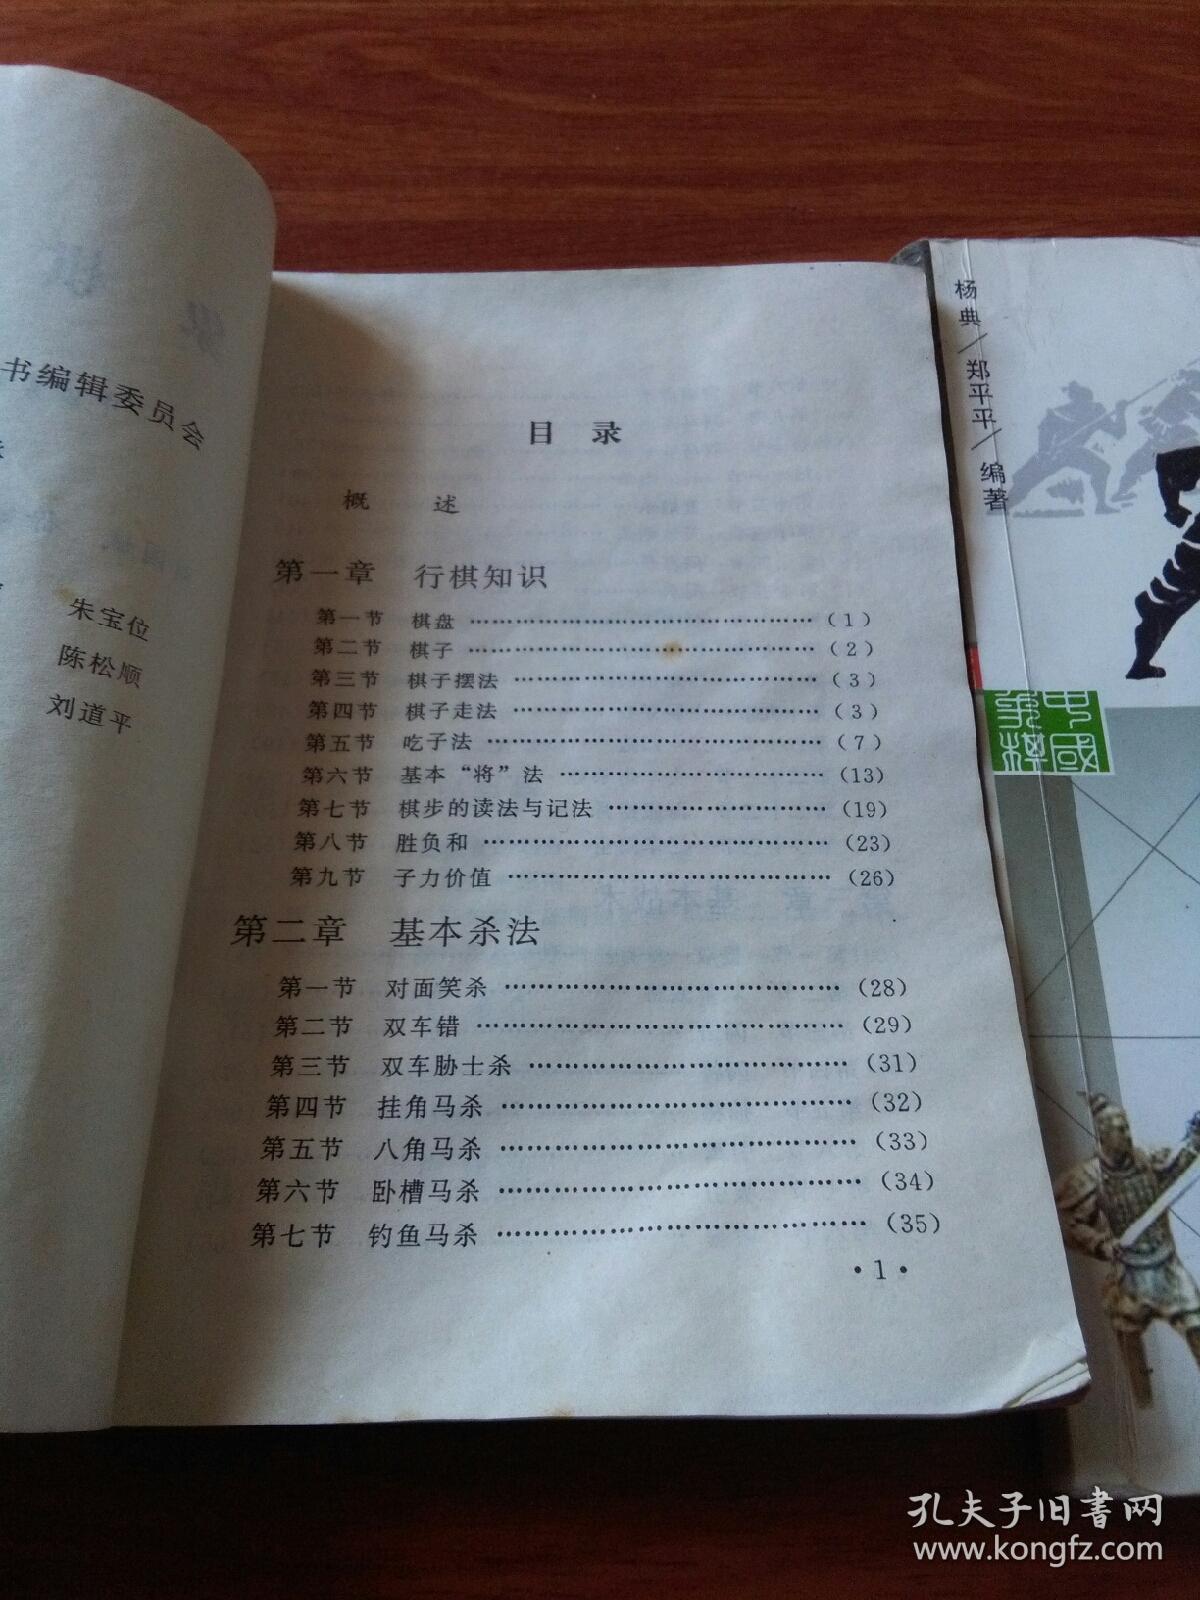 书编辑委员会
朱宝位
陈松顺
刘道平
目 录
概 述
第一章 行棋知识
第一节 棋盘 ……………………………………（1）
第二节 棋子 ……………………………………（2）
第三节 棋子摆法 ………………………………（3）
第四节 棋子走法 ………………………………（3）
第五节 吃子法 …………………………………（7）
第六节 基本“将”法 ……………………………（13）
第七节 棋步的读法与记法 ……………………（19）
第八节 胜负和 …………………………………（23）
第九节 子力价值 ………………………………（26）
第二章 基本杀法
第一节 对面笑杀 ………………………………（28）
第二节 双车错 …………………………………（29）
第三节 双车胁士杀 ……………………………（31）
第四节 挂角马杀 ………………………………（32）
第五节 八角马杀 ………………………………（33）
第六节 卧槽马杀 ………………………………（34）
第七节 钓鱼马杀 ………………………………（35）
·1·
杨典／郑平平／编著
中國
象棋
孔夫子旧书网
www.kongfz.com